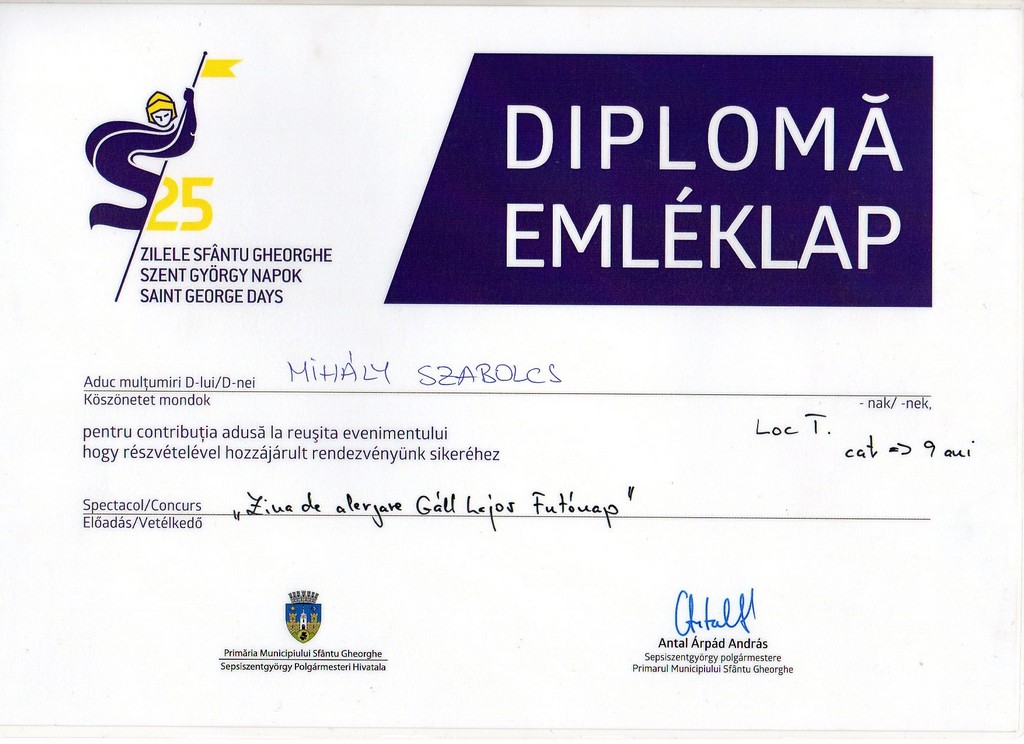 DIPLOMĂ
EMLÉKLAP
25
ZILELE SFÂNTU GHEORGHE
SZENT GYÖRGY NAPOK
SAINT GEORGE DAYS
Aduc mulţumiri D-lui/D-nei MIHÁLY SZABOLCS
Köszönetet mondok - nak/ -nek,
pentru contribuţia adusă la reuşita evenimentului
hogy részvételével hozzájárult rendezvényünk sikeréhez
Loc I.
cat => 9 ani
Spectacol/Concurs „Ziua de alergare Gáll Lajos Futónap"
Előadás/Vetélkedő
Primăria Municipiului Sfântu Gheorghe
Sepsiszentgyörgy Polgármesteri Hivatala
Antal Árpád András
Sepsiszentgyörgy polgármestere
Primarul Municipiului Sfântu Gheorghe